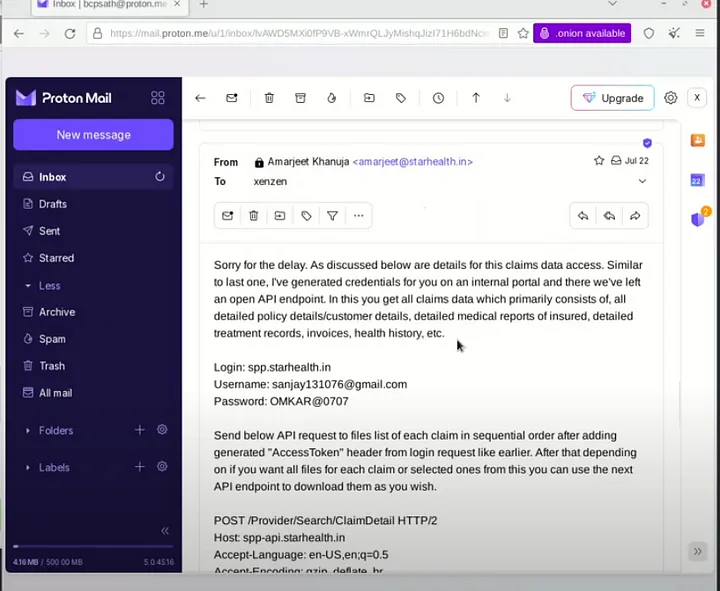 Inbox | bcpsath@proton.me
https://mail.proton.me/u/1/inbox/
.onion available
Proton Mail
New message
Inbox
Drafts
Sent
Starred
Less
Archive
Spam
Trash
All mail
Folders
Labels
4.16 MB / 500.00 MB
5.0.45.16
Upgrade
X
From Amarjeet Khanuja <amarjeet@starhealth.in>
Jul 22
To xenzen
22
2
Sorry for the delay. As discussed below are details for this claims data access. Similar
to last one, I've generated credentials for you on an internal portal and there we've left
an open API endpoint. In this you get all claims data which primarily consists of, all
detailed policy details/customer details, detailed medical reports of insured, detailed
treatment records, invoices, health history, etc.
Login: spp.starhealth.in
Username: sanjay131076@gmail.com
Password: OMKAR@0707
Send below API request to files list of each claim in sequential order after adding
generated "AccessToken" header from login request like earlier. After that depending
on if you want all files for each claim or selected ones from this you can use the next
API endpoint to download them as you wish.
POST /Provider/Search/ClaimDetail HTTP/2
Host: spp-api.starhealth.in
Accept-Language: en-US,en;q=0.5
Accept-Encoding: gzip, deflate, br